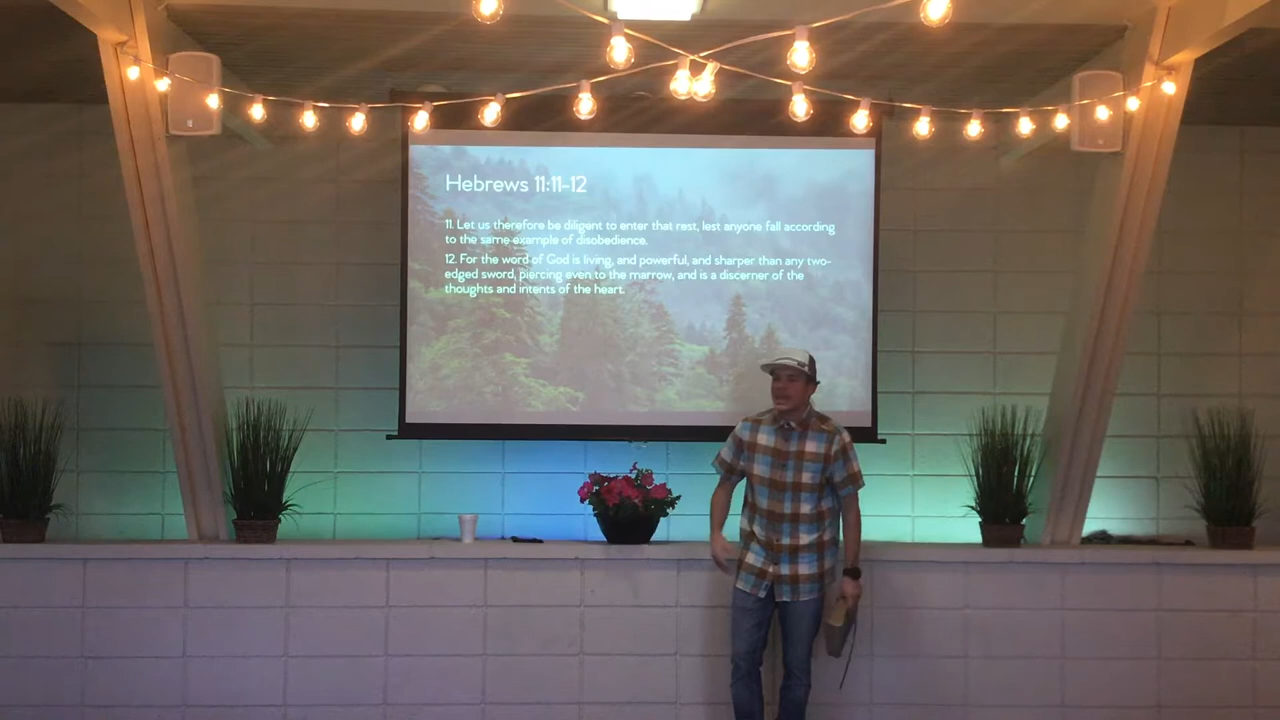 Hebrews 11:11-12
11. Let us therefore be diligent to enter that rest, lest anyone fall according
to the same example of disobedience.
12. For the word of God is living, and powerful, and sharper than any two-
edged sword, piercing even to the marrow, and is a discerner of the
thoughts and intents of the heart.